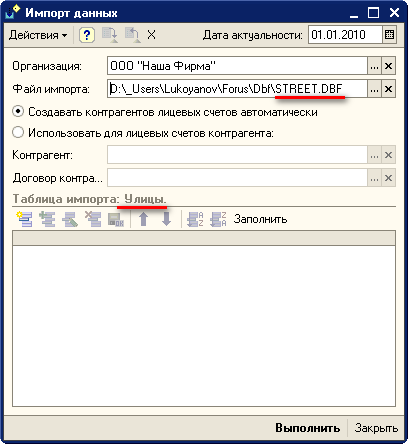 Импорт данных
Действия Дата актуальности: 01.01.2010
Организация: ООО "Наша Фирма"
Файл импорта: D:\_Users\Lukoyanov\Forus\Dbf\STREET.DBF
Создавать контрагентов лицевых счетов автоматически
Использовать для лицевых счетов контрагента:
Контрагент:
Договор контра...
Таблица импорта: Улицы.
Заполнить
Выполнить Закрыть